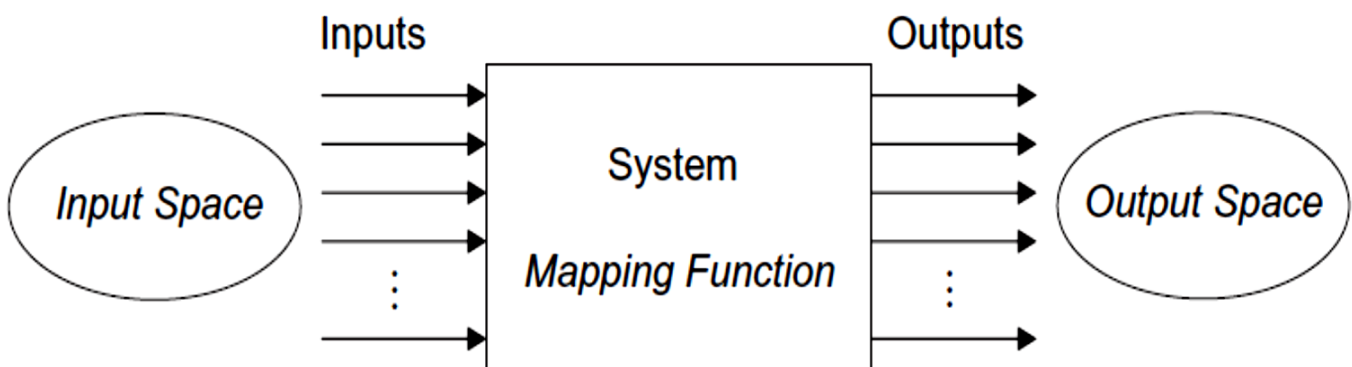 Inputs
Outputs
Input Space
System
Mapping Function
Output Space